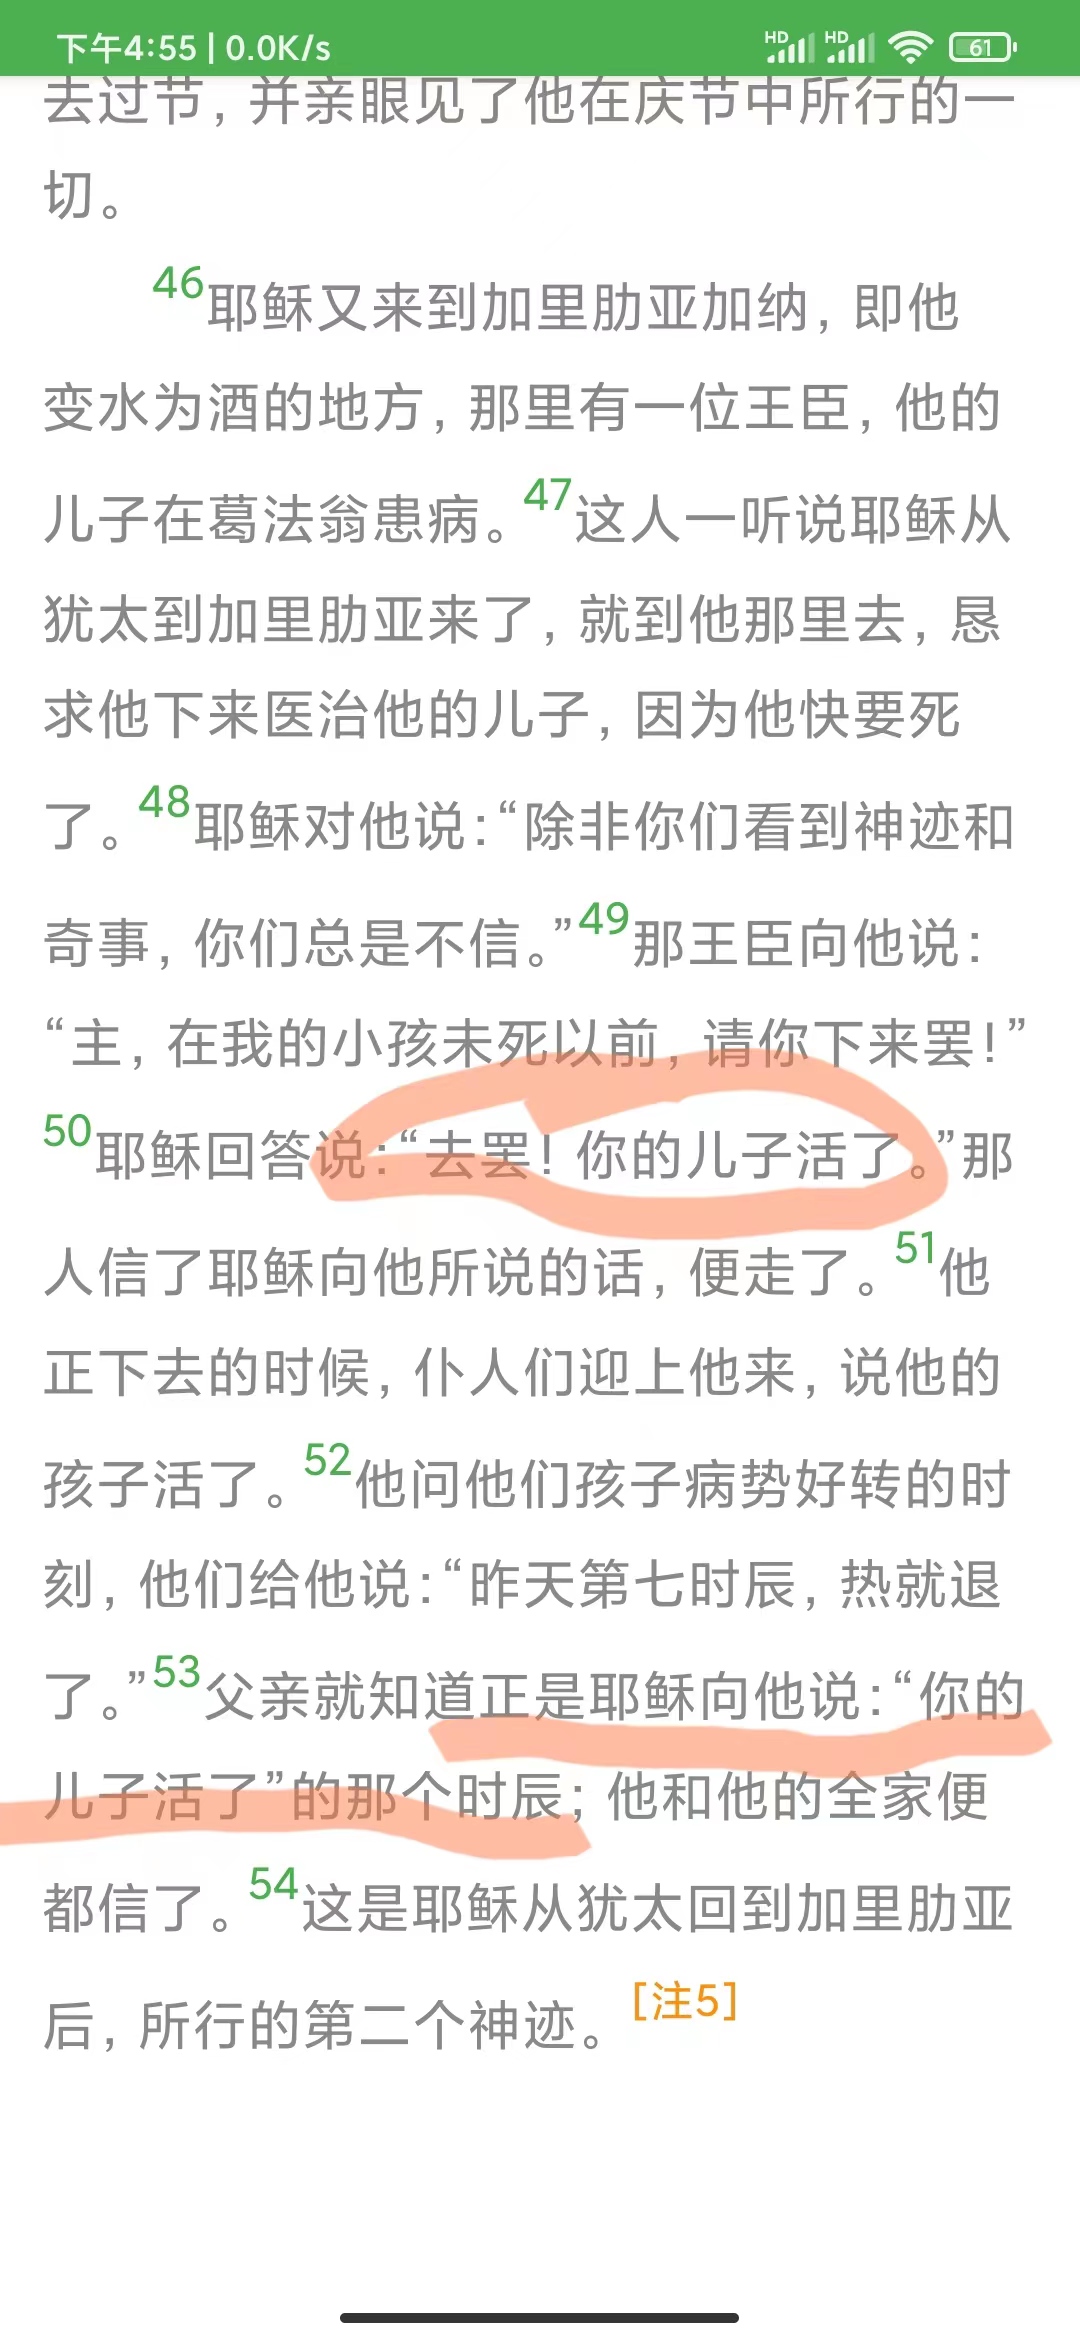 下午4:55 | 0.0K/s HD HD 61
去过节，并亲眼见了他在庆节中所行的一
切。
46耶稣又来到加里肋亚加纳，即他
变水为酒的地方，那里有一位王臣，他的
儿子在葛法翁患病。47这人一听说耶稣从
犹太到加里肋亚来了，就到他那里去，恳
求他下来医治他的儿子，因为他快要死
了。48耶稣对他说：“除非你们看到神迹和
奇事，你们总是不信。”49那王臣向他说：
“主，在我的小孩未死以前，请你下来罢！”
50耶稣回答说：“去罢！你的儿子活了。”那
人信了耶稣向他所说的话，便走了。51他
正下去的时候，仆人们迎上他来，说他的
孩子活了。52他问他们孩子病势好转的时
刻，他们给他说：“昨天第七时辰，热就退
了。”53父亲就知道正是耶稣向他说：“你的
儿子活了”的那个时辰；他和他的全家便
都信了。54这是耶稣从犹太回到加里肋亚
后，所行的第二个神迹。[注5]